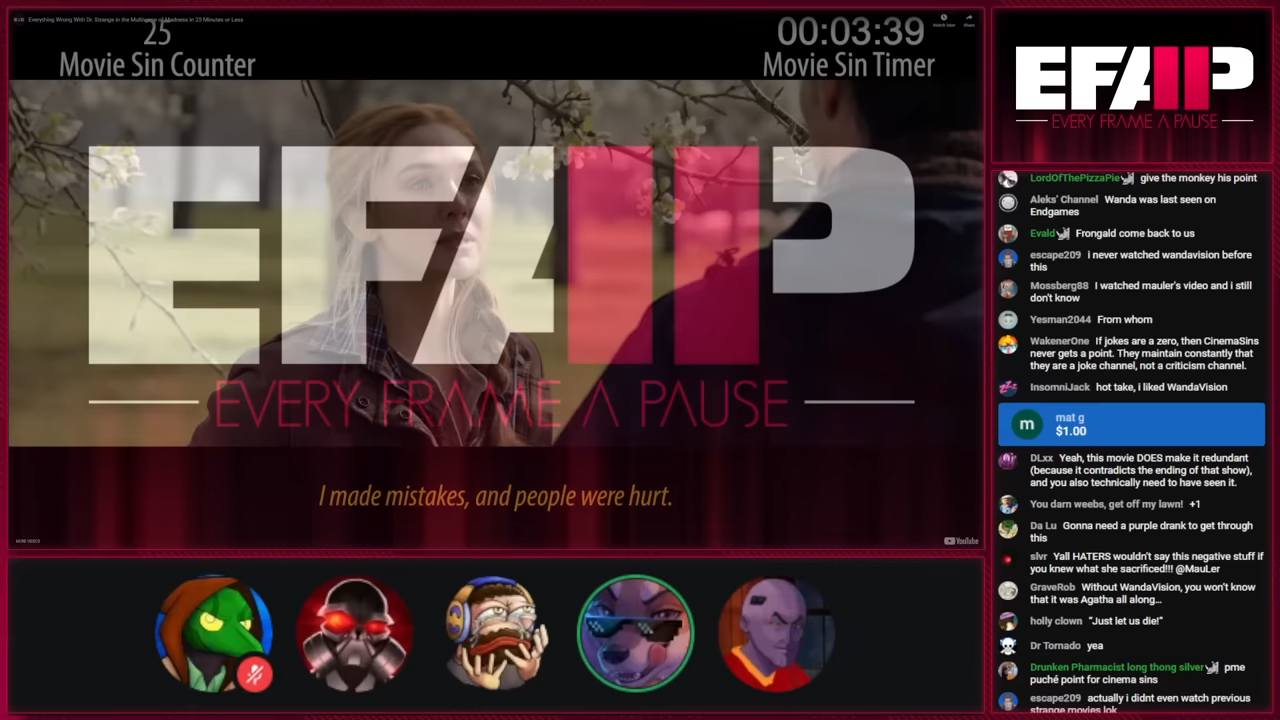 Everything Wrong With Dr. Strange in the Multiverse of Madness in 25 Minutes or Less
Watch later
Share
25
Movie Sin Counter
00:03:39
Movie Sin Timer
EFAP
EVERY FRAME A PAUSE
I made mistakes, and people were hurt.
MORE VIDEOS
YouTube
EFAP
EVERY FRAME A PAUSE
LordOfThePizzaPie give the monkey his point
Aleks' Channel Wanda was last seen on
Endgames
Evald Frongald come back to us
escape209 i never watched wandavision before
this
Mossberg88 I watched mauler's video and i still
don't know
Yesman2044 From whom
WakenerOne If jokes are a zero, then CinemaSins
never gets a point. They maintain constantly that
they are a joke channel, not a criticism channel.
InsomniJack hot take, i liked WandaVision
m
mat g
$1.00
DLxx Yeah, this movie DOES make it redundant
(because it contradicts the ending of that show),
and you also technically need to have seen it.
You darn weebs, get off my lawn! +1
Da Lu Gonna need a purple drank to get through
this
slvr Yall HATERS wouldn't say this negative stuff if
you knew what she sacrificed!!! @MauLer
GraveRob Without WandaVision, you won't know
that it was Agatha all along...
holly clown "Just let us die!"
Dr Tornado yea
Drunken Pharmacist long thong silver pme
puché point for cinema sins
escape209 actually i didnt even watch previous
strange movies lok